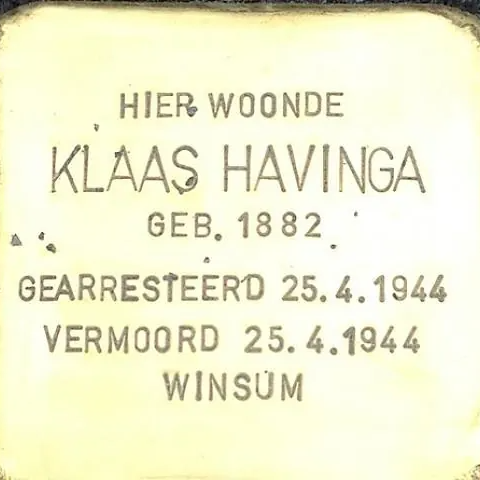 HIER WOONDE
KLAAS HAVINGA
GEB. 1882
GEARRESTEERD 25.4.1944
VERMOORD 25.4.1944
WINSUM